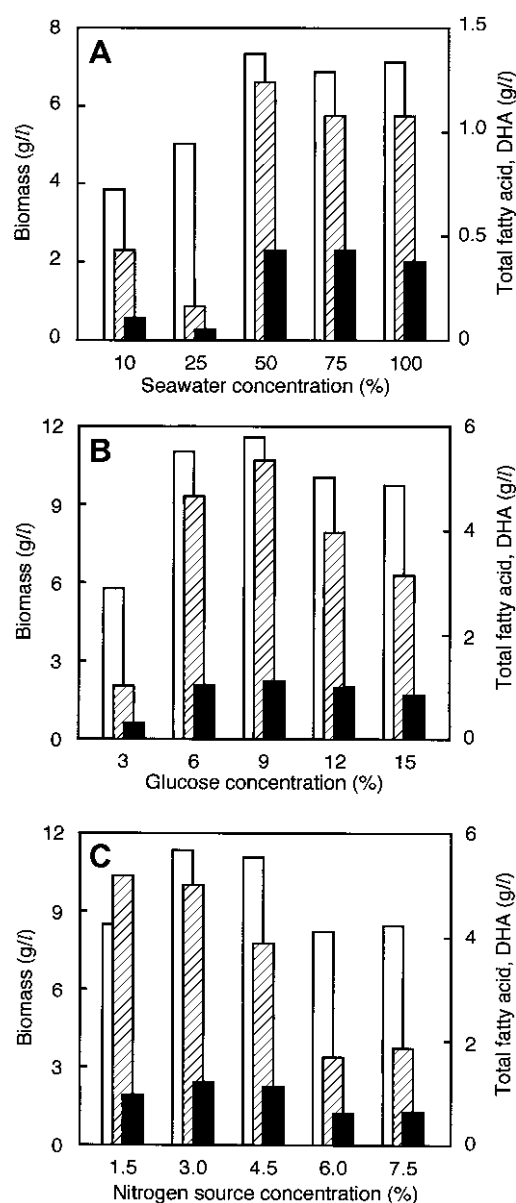 A
8
6
4
2
0
Biomass (g/l)
1.5
1.0
0.5
0
Total fatty acid, DHA (g/l)
10 25 50 75 100
Seawater concentration (%)
B
12
9
6
3
0
Biomass (g/l)
6
4
2
0
Total fatty acid, DHA (g/l)
3 6 9 12 15
Glucose concentration (%)
C
12
9
6
3
0
Biomass (g/l)
6
4
2
0
Total fatty acid, DHA (g/l)
1.5 3.0 4.5 6.0 7.5
Nitrogen source concentration (%)